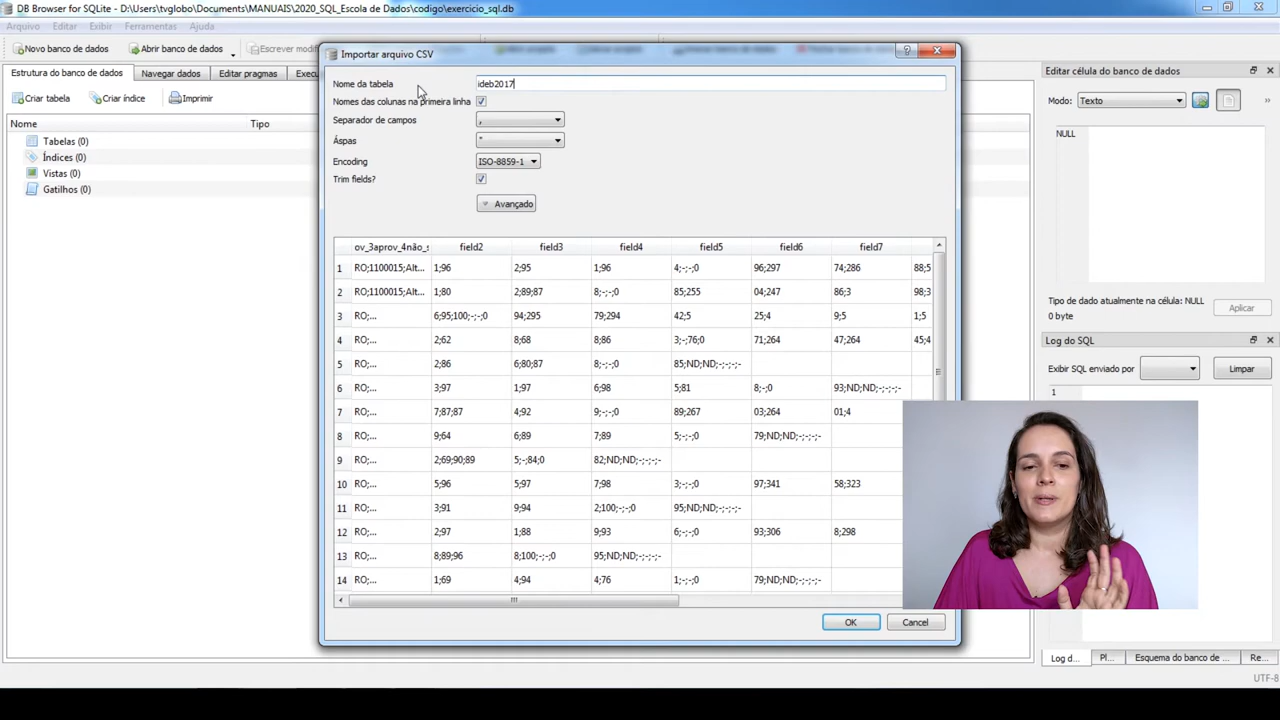 DB Browser for SQLite - D:\Users\tvglobo\Documents\MANUAIS\2020_SQL_Escola de Dados\codigo\exercicio_sql.db
Arquivo Editar Exibir Ferramentas Ajuda
Novo banco de dados Abrir banco de dados Escrever modifi
Estrutura do banco de dados Navegar dados Editar pragmas Execu
Criar tabela Criar índice Imprimir
Nome Tipo
Tabelas (0)
Índices (0)
Vistas (0)
Gatilhos (0)
Importar arquivo CSV
Nome da tabela ideb2017
Nomes das colunas na primeira linha
Separador de campos ,
Áspas "
Encoding ISO-8859-1
Trim fields?
Avançado
ov_3aprov_4não_s field2 field3 field4 field5 field6 field7
1 RO;1100015;Alt... 1;96 2;95 1;96 4;-;-;0 96;297 74;286 88;5
2 RO;1100015;Alt... 1;80 2;89;87 8;-;-;0 85;255 04;247 86;3 98;3
3 RO;... 6;95;100;-;-;0 94;295 79;294 42;5 25;4 9;5 1;5
4 RO;... 2;62 8;68 8;86 3;-;76;0 71;264 47;264 45;4
5 RO;... 2;86 6;80;87 8;-;-;0 85;ND;ND;-;-;-;-
6 RO;... 3;97 1;97 6;98 5;81 8;-;0 93;ND;ND;-;-;-;-
7 RO;... 7;87;87 4;92 9;-;-;0 89;267 03;264 01;4
8 RO;... 9;64 6;89 7;89 5;-;-;0 79;ND;ND;-;-;-;-
9 RO;... 2;69;90;89 5;-;84;0 82;ND;ND;-;-;-;-
10 RO;... 5;96 5;97 7;98 3;-;-;0 97;341 58;323
11 RO;... 3;91 9;94 2;100;-;-;0 95;ND;ND;-;-;-;-
12 RO;... 2;97 1;88 9;93 6;-;-;0 93;306 8;298
13 RO;... 8;89;96 8;100;-;-;0 95;ND;ND;-;-;-;-
14 RO;... 1;69 4;94 4;76 1;-;-;0 79;ND;ND;-;-;-;-
OK Cancel
Editar célula do banco de dados
Modo: Texto
NULL
Tipo de dado atualmente na célula: NULL
0 byte
Aplicar
Log do SQL
Exibir SQL enviado por Limpar
1
Log d... Pl... Esquema do banco de ... Re...
UTF-8